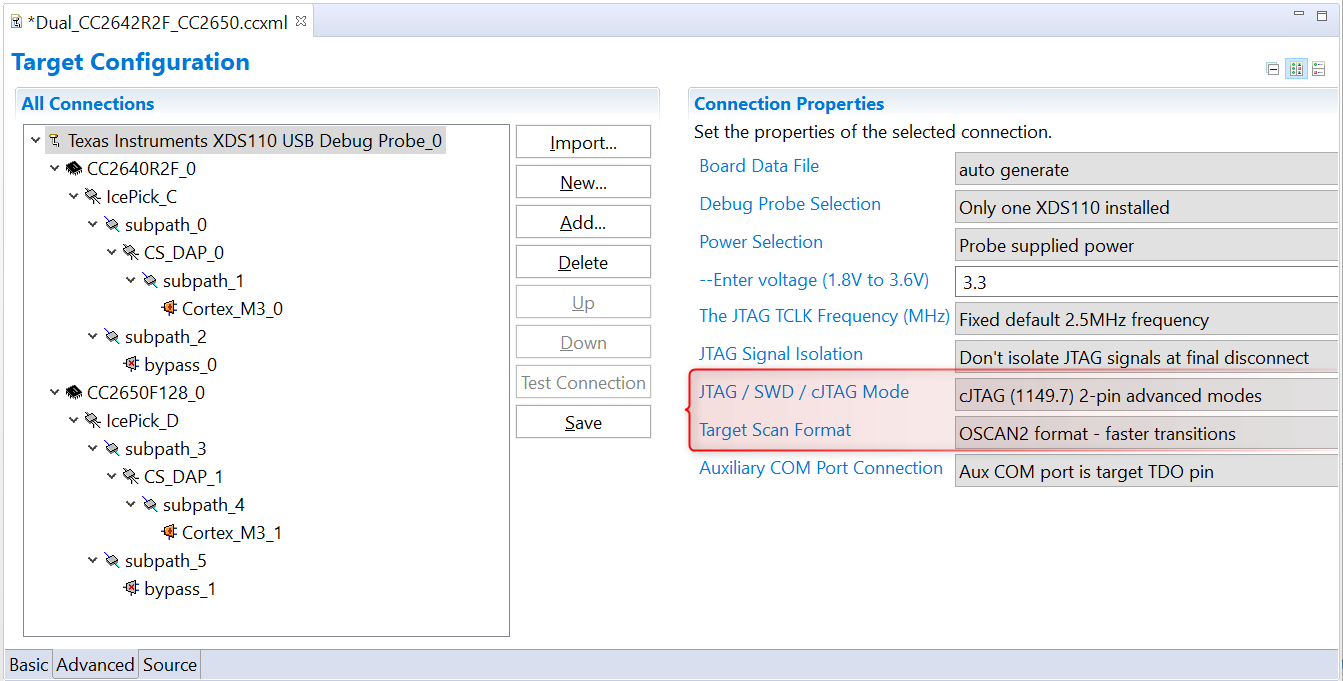 *Dual_CC2642R2F_CC2650.ccxml
Target Configuration
All Connections
Texas Instruments XDS110 USB Debug Probe_0
CC2640R2F_0
IcePick_C
subpath_0
CS_DAP_0
subpath_1
Cortex_M3_0
subpath_2
bypass_0
CC2650F128_0
IcePick_D
subpath_3
CS_DAP_1
subpath_4
Cortex_M3_1
subpath_5
bypass_1
Import...
New...
Add...
Delete
Up
Down
Test Connection
Save
Connection Properties
Set the properties of the selected connection.
Board Data File auto generate
Debug Probe Selection Only one XDS110 installed
Power Selection Probe supplied power
--Enter voltage (1.8V to 3.6V) 3.3
The JTAG TCLK Frequency (MHz) Fixed default 2.5MHz frequency
JTAG Signal Isolation Don't isolate JTAG signals at final disconnect
JTAG / SWD / cJTAG Mode cJTAG (1149.7) 2-pin advanced modes
Target Scan Format OSCAN2 format - faster transitions
Auxiliary COM Port Connection Aux COM port is target TDO pin
Basic Advanced Source